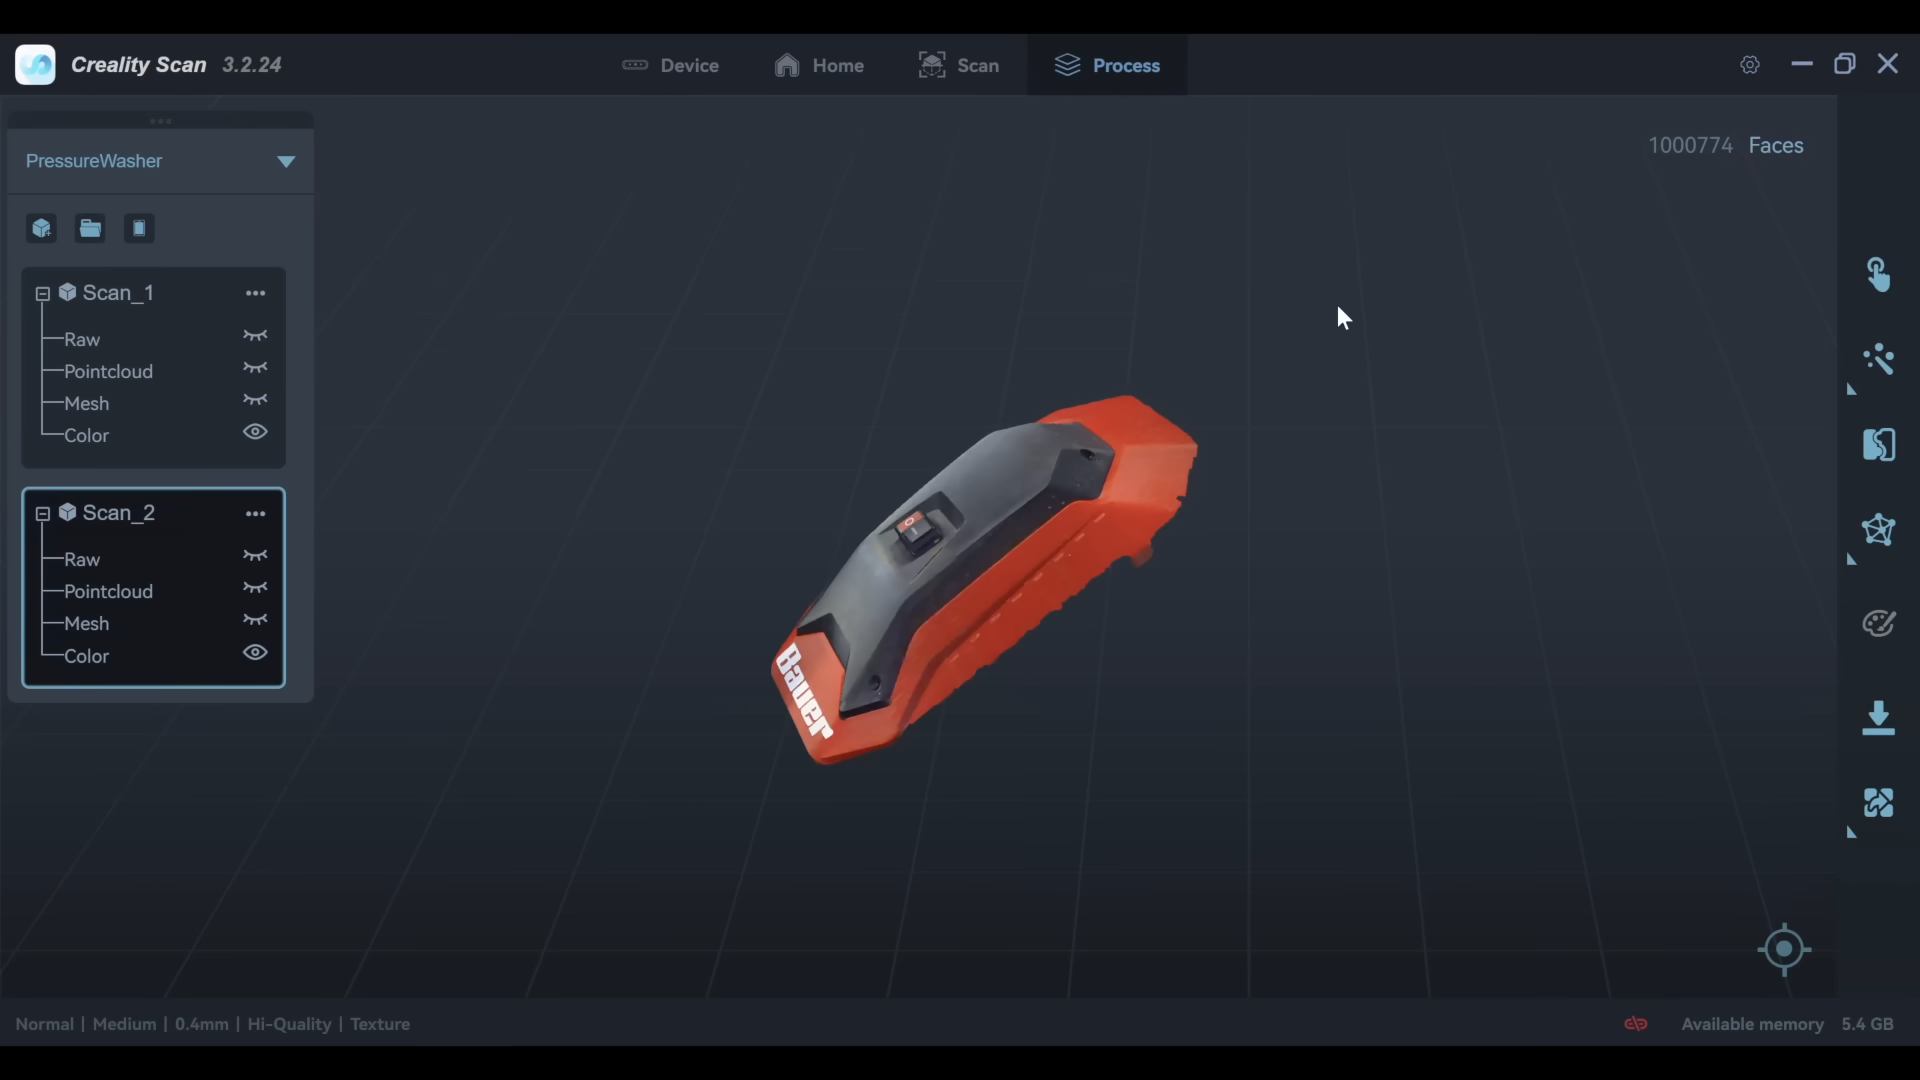 Creality Scan 3.2.24
Device
Home
Scan
Process
PressureWasher
1000774 Faces
Scan_1
Raw
Pointcloud
Mesh
Color
Scan_2
Raw
Pointcloud
Mesh
Color
Bauer
Normal | Medium | 0.4mm | Hi-Quality | Texture
Available memory 5.4 GB